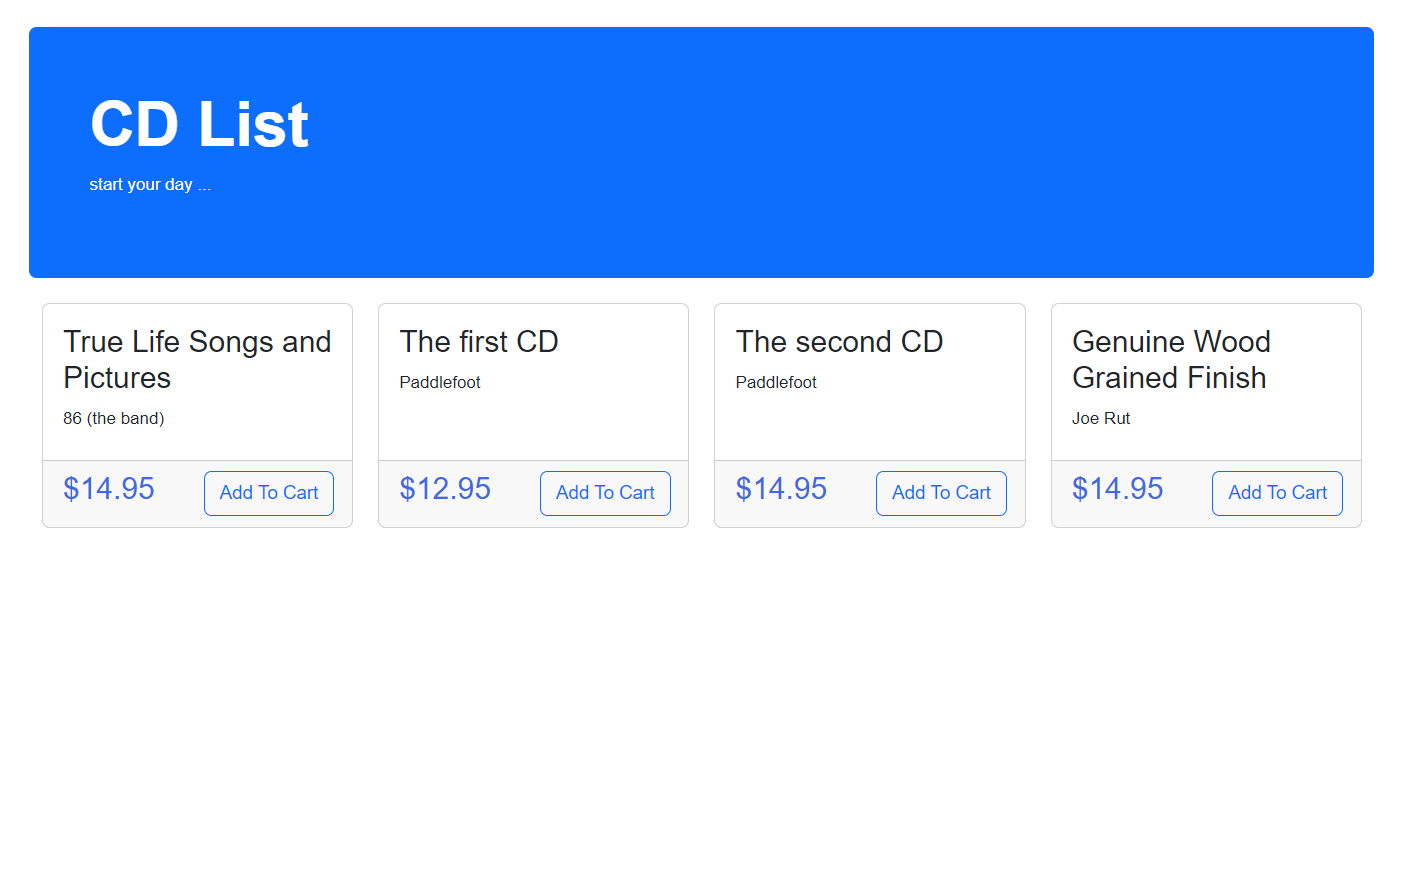 CD List
start your day ...
True Life Songs and
Pictures
86 (the band)
$14.95
Add To Cart
The first CD
Paddlefoot
$12.95
Add To Cart
The second CD
Paddlefoot
$14.95
Add To Cart
Genuine Wood
Grained Finish
Joe Rut
$14.95
Add To Cart